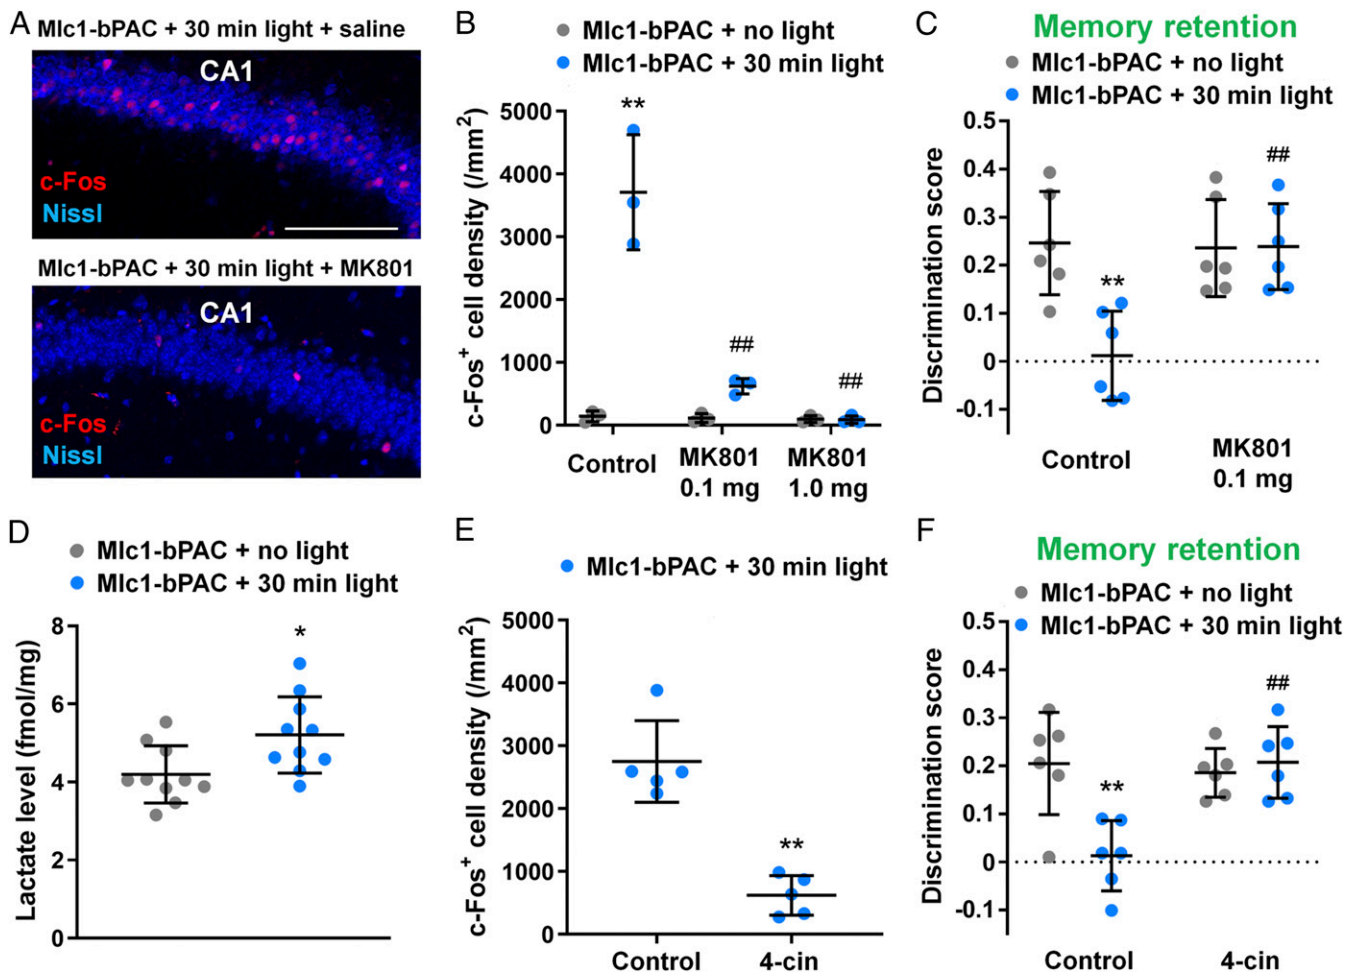 A
Mlc1-bPAC + 30 min light + saline
CA1
c-Fos
Nissl
Mlc1-bPAC + 30 min light + MK801
CA1
c-Fos
Nissl
B
Mlc1-bPAC + no light
Mlc1-bPAC + 30 min light
c-Fos⁺ cell density (/mm²)
5000
4000
3000
2000
1000
0
**
##
##
Control
MK801
0.1 mg
MK801
1.0 mg
C
Memory retention
Mlc1-bPAC + no light
Mlc1-bPAC + 30 min light
Discrimination score
0.5
0.4
0.3
0.2
0.1
0
-0.1
**
##
Control
MK801
0.1 mg
D
Mlc1-bPAC + no light
Mlc1-bPAC + 30 min light
Lactate level (fmol/mg)
8
6
4
2
0
*
E
Mlc1-bPAC + 30 min light
c-Fos⁺ cell density (/mm²)
5000
4000
3000
2000
1000
0
**
Control
4-cin
F
Memory retention
Mlc1-bPAC + no light
Mlc1-bPAC + 30 min light
Discrimination score
0.5
0.4
0.3
0.2
0.1
0
-0.1
**
##
Control
4-cin